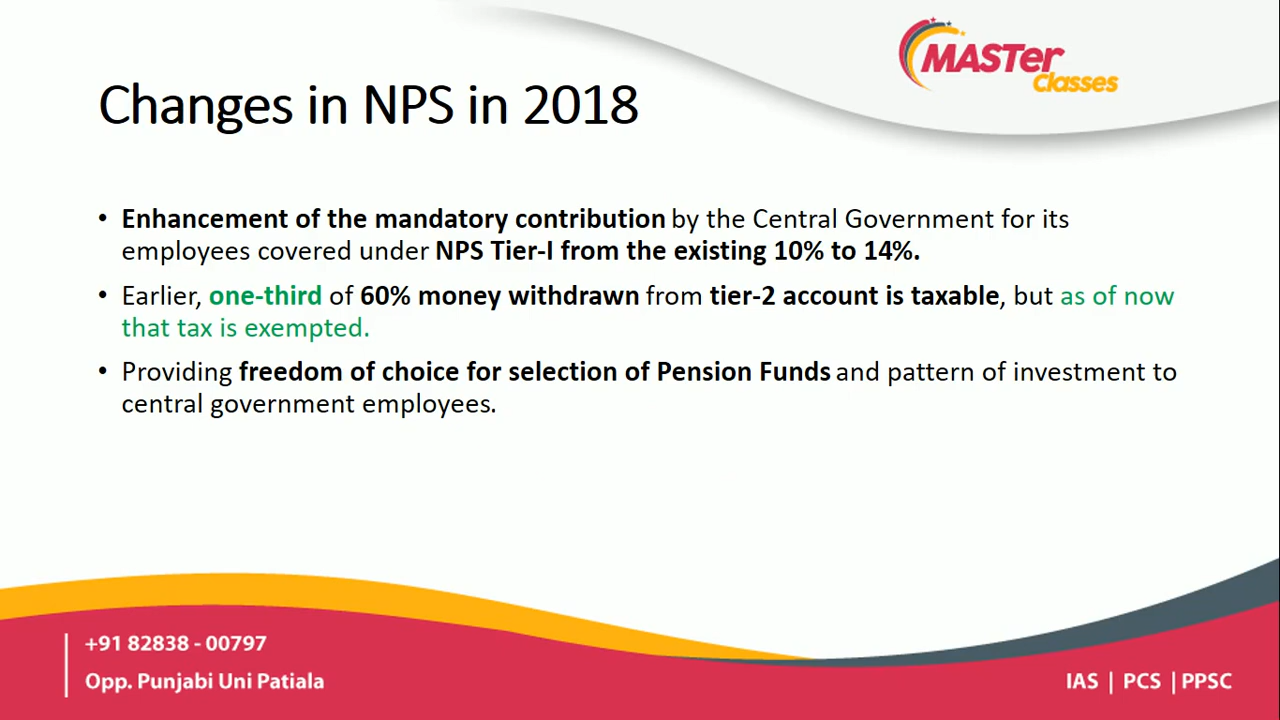 MASTer
Classes
Changes in NPS in 2018
• Enhancement of the mandatory contribution by the Central Government for its
employees covered under NPS Tier-I from the existing 10% to 14%.
• Earlier, one-third of 60% money withdrawn from tier-2 account is taxable, but as of now
that tax is exempted.
• Providing freedom of choice for selection of Pension Funds and pattern of investment to
central government employees.
+91 82838 - 00797
Opp. Punjabi Uni Patiala
IAS | PCS | PPSC